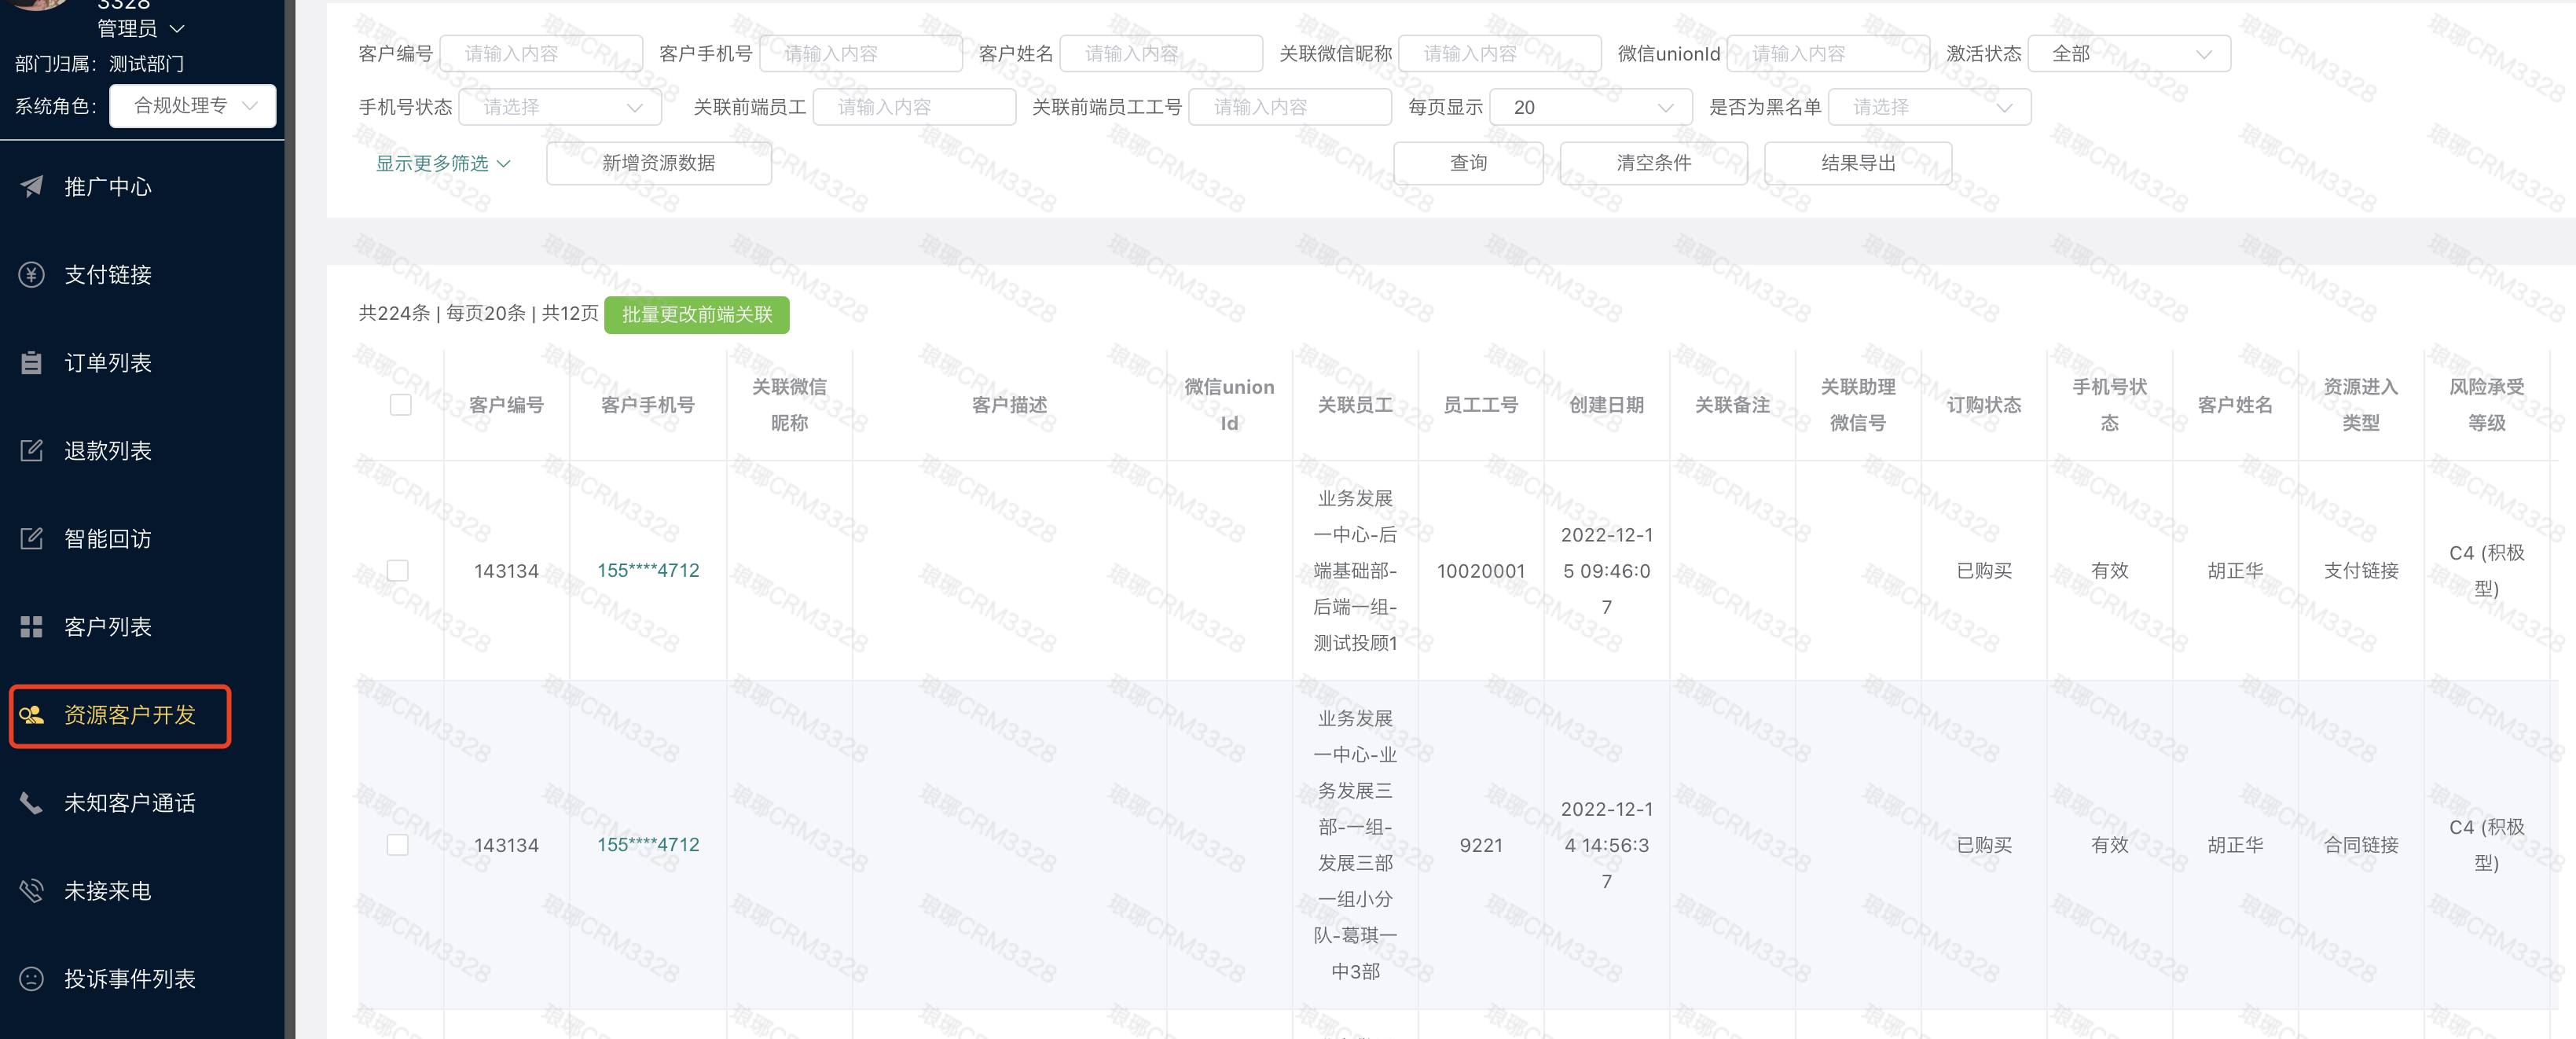 3328
管理员
部门归属： 测试部门
系统角色： 合规处理专
推广中心
支付链接
订单列表
退款列表
智能回访
客户列表
资源客户开发
未知客户通话
未接来电
投诉事件列表
客户编号 请输入内容 客户手机号 请输入内容 客户姓名 请输入内容 关联微信昵称 请输入内容 微信unionId 请输入内容 激活状态 全部
手机号状态 请选择 关联前端员工 请输入内容 关联前端员工工号 请输入内容 每页显示 20 是否为黑名单 请选择
显示更多筛选 新增资源数据 查询 清空条件 结果导出
共224条 | 每页20条 | 共12页 批量更改前端关联
客户编号 客户手机号 关联微信昵称 客户描述 微信unionId 关联员工 员工工号 创建日期 关联备注 关联助理微信号 订购状态 手机号状态 客户姓名 资源进入类型 风险承受等级
143134 155****4712 业务发展一中心-后端基础部-后端一组-测试投顾1 10020001 2022-12-15 09:46:07 已购买 有效 胡正华 支付链接 C4 (积极型)
143134 155****4712 业务发展一中心-业务发展三部-一组-发展三部一组小分队-葛琪一中3部 9221 2022-12-14 14:56:37 已购买 有效 胡正华 合同链接 C4 (积极型)
琅琊CRM3328